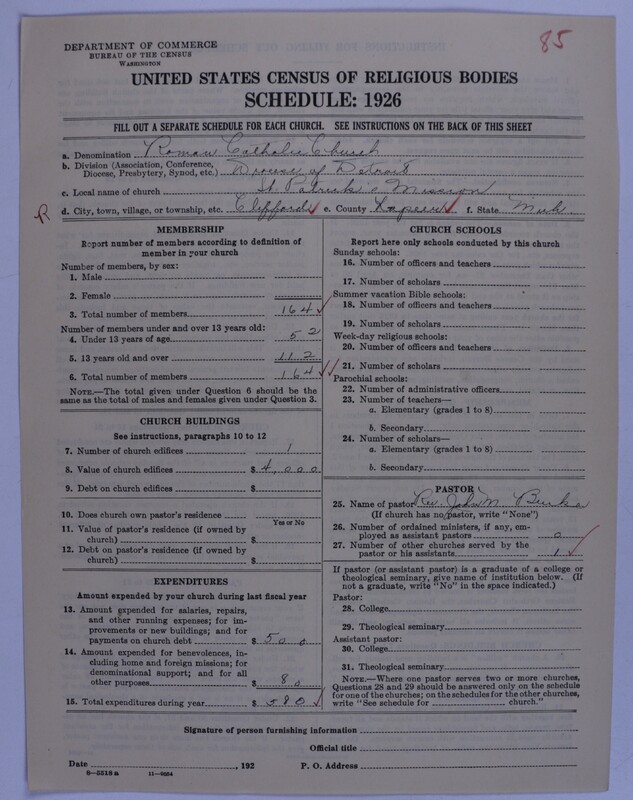 85
DEPARTMENT OF COMMERCE
BUREAU OF THE CENSUS
WASHINGTON
UNITED STATES CENSUS OF RELIGIOUS BODIES
SCHEDULE: 1926
FILL OUT A SEPARATE SCHEDULE FOR EACH CHURCH. SEE INSTRUCTIONS ON THE BACK OF THIS SHEET
a. Denomination Roman Catholic Church
b. Division (Association, Conference, Diocese, Presbytery, Synod, etc.) Diocese of Detroit
c. Local name of church St. Patrick's Mission
R d. City, town, village, or township, etc. Clifford e. County Lapeer f. State Mich.
MEMBERSHIP
Report number of members according to definition of
member in your church
Number of members, by sex:
1. Male
2. Female
3. Total number of members 164
Number of members under and over 13 years old:
4. Under 13 years of age 52
5. 13 years old and over 112
6. Total number of members 164
NOTE.—The total given under Question 6 should be
same as the total of males and females given under Question 3.
CHURCH BUILDINGS
See instructions, paragraphs 10 to 12
7. Number of church edifices 1
8. Value of church edifices $ 4,000
9. Debt on church edifices $
10. Does church own pastor's residence
Yes or No
11. Value of pastor's residence (if owned by
church) $
12. Debt on pastor's residence (if owned by
church) $
EXPENDITURES
Amount expended by your church during last fiscal year
13. Amount expended for salaries, repairs,
and other running expenses; for im-
provements or new buildings; and for
payments on church debt $ 500
14. Amount expended for benevolences, in-
cluding home and foreign missions; for
denominational support; and for all
other purposes $ 80
15. Total expenditures during year $ 580
CHURCH SCHOOLS
Report here only schools conducted by this church
Sunday schools:
16. Number of officers and teachers
17. Number of scholars
Summer vacation Bible schools:
18. Number of officers and teachers
19. Number of scholars
Week-day religious schools:
20. Number of officers and teachers
21. Number of scholars
Parochial schools:
22. Number of administrative officers
23. Number of teachers—
a. Elementary (grades 1 to 8)
b. Secondary
24. Number of scholars—
a. Elementary (grades 1 to 8)
b. Secondary
PASTOR
25. Name of pastor Rev. John M. Burke
(If church has no pastor, write "None")
26. Number of ordained ministers, if any, em-
ployed as assistant pastors 0
27. Number of other churches served by the
pastor or his assistants 1
If pastor (or assistant pastor) is a graduate of a college or
theological seminary, give name of institution below. (If
not a graduate, write "No" in the space indicated.)
Pastor:
28. College
29. Theological seminary
Assistant pastor:
30. College
31. Theological seminary
NOTE.—Where one pastor serves two or more churches,
Questions 28 and 29 should be answered only on the schedule
for one of the churches; on the schedules for the other churches,
write "See schedule for church."
Signature of person furnishing information
Official title
Date , 192 P. O. Address
8—5518a